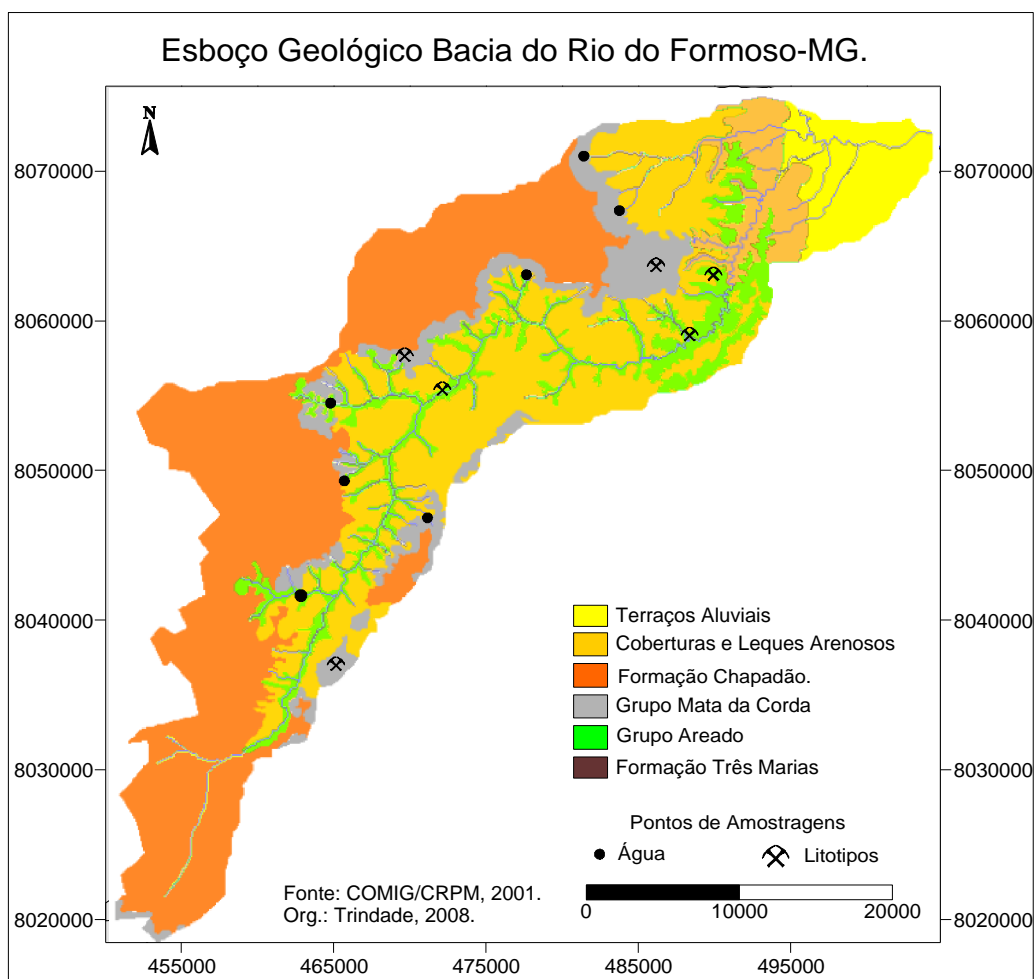 Esboço Geológico Bacia do Rio do Formoso-MG.
N
8070000
8070000
8060000
8060000
8050000
8050000
8040000
8040000
8030000
8030000
8020000
8020000
Terraços Aluviais
Coberturas e Leques Arenosos
Formação Chapadão.
Grupo Mata da Corda
Grupo Areado
Formação Três Marias
Pontos de Amostragens
Água
Litotipos
Fonte: COMIG/CRPM, 2001.
Org.: Trindade, 2008.
0 10000 20000
455000 465000 475000 485000 495000